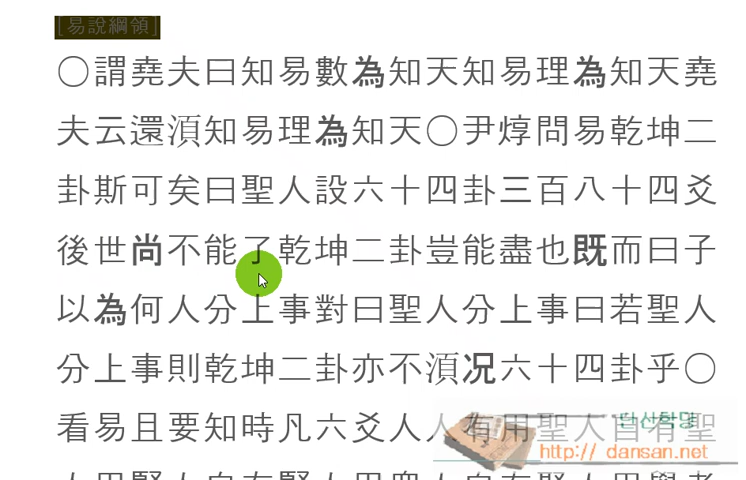 [易說綱領]
〇謂堯夫曰知易數為知天知易理為知天堯
夫云還湏知易理為知天〇尹焞問易乾坤二
卦斯可矣曰聖人設六十四卦三百八十四爻
後世尚不能了乾坤二卦豈能盡也既而曰子
以為何人分上事對曰聖人分上事曰若聖人
分上事則乾坤二卦亦不湏况六十四卦乎〇
看易且要知時凡六爻人人有用聖人自有聖
단산학당
http:// dansan.net